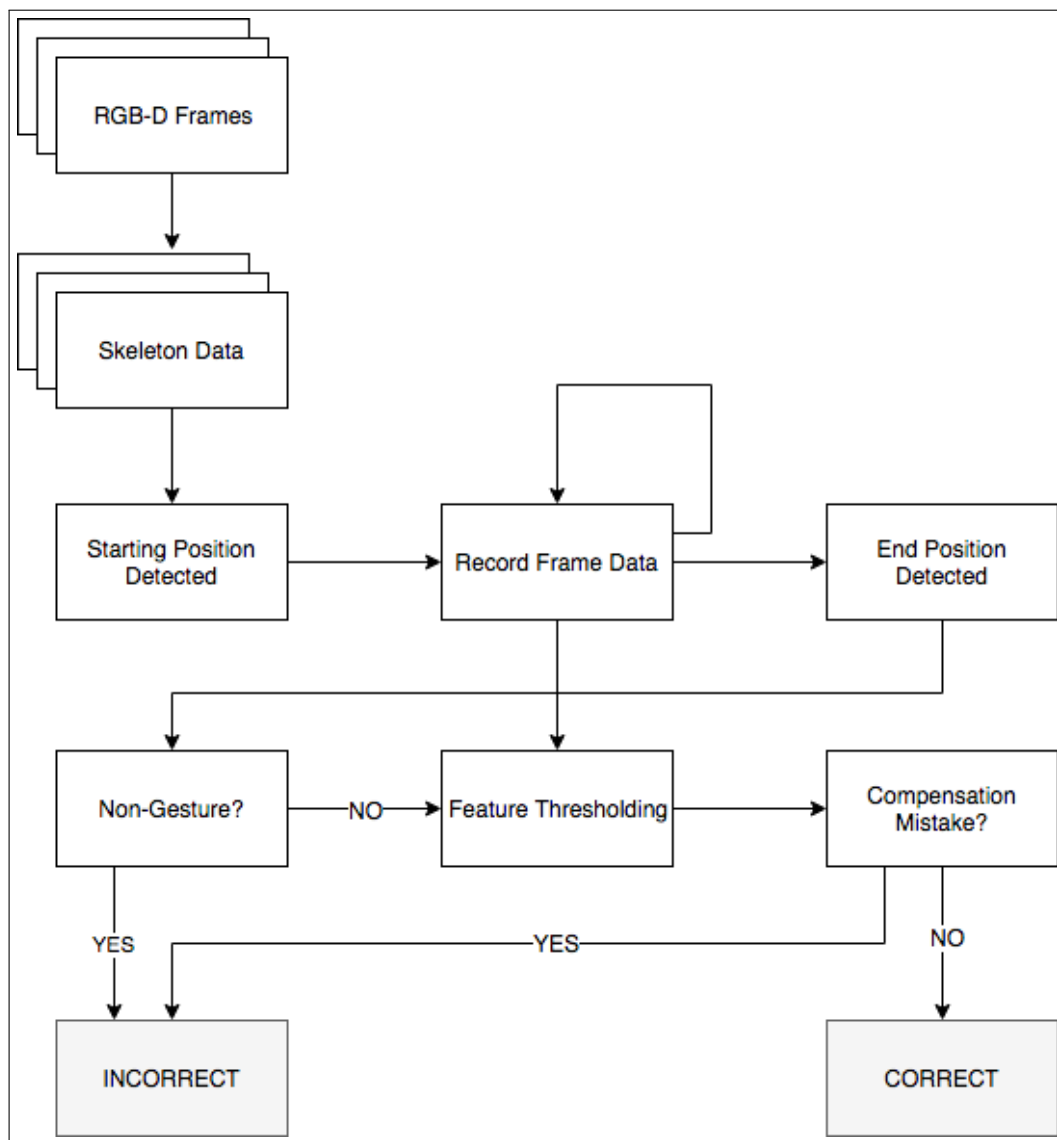 RGB-D Frames
Skeleton Data
Starting Position
Detected
Record Frame Data
End Position
Detected
Non-Gesture?
NO
Feature Thresholding
Compensation
Mistake?
YES
YES
NO
INCORRECT
CORRECT